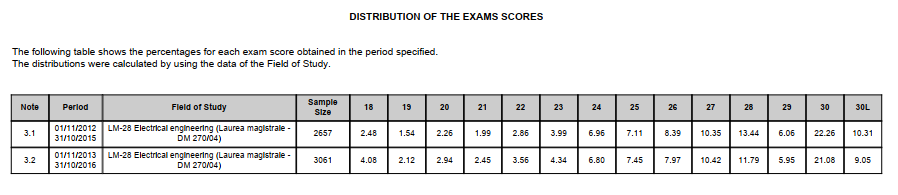 DISTRIBUTION OF THE EXAMS SCORES
The following table shows the percentages for each exam score obtained in the period specified.
The distributions were calculated by using the data of the Field of Study.
Note Period Field of Study Sample Size 18 19 20 21 22 23 24 25 26 27 28 29 30 30L
3.1 01/11/2012 31/10/2015 LM-28 Electrical engineering (Laurea magistrale - DM 270/04) 2657 2.48 1.54 2.26 1.99 2.86 3.99 6.96 7.11 8.39 10.35 13.44 6.06 22.26 10.31
3.2 01/11/2013 31/10/2016 LM-28 Electrical engineering (Laurea magistrale - DM 270/04) 3061 4.08 2.12 2.94 2.45 3.56 4.34 6.80 7.45 7.97 10.42 11.79 5.95 21.08 9.05